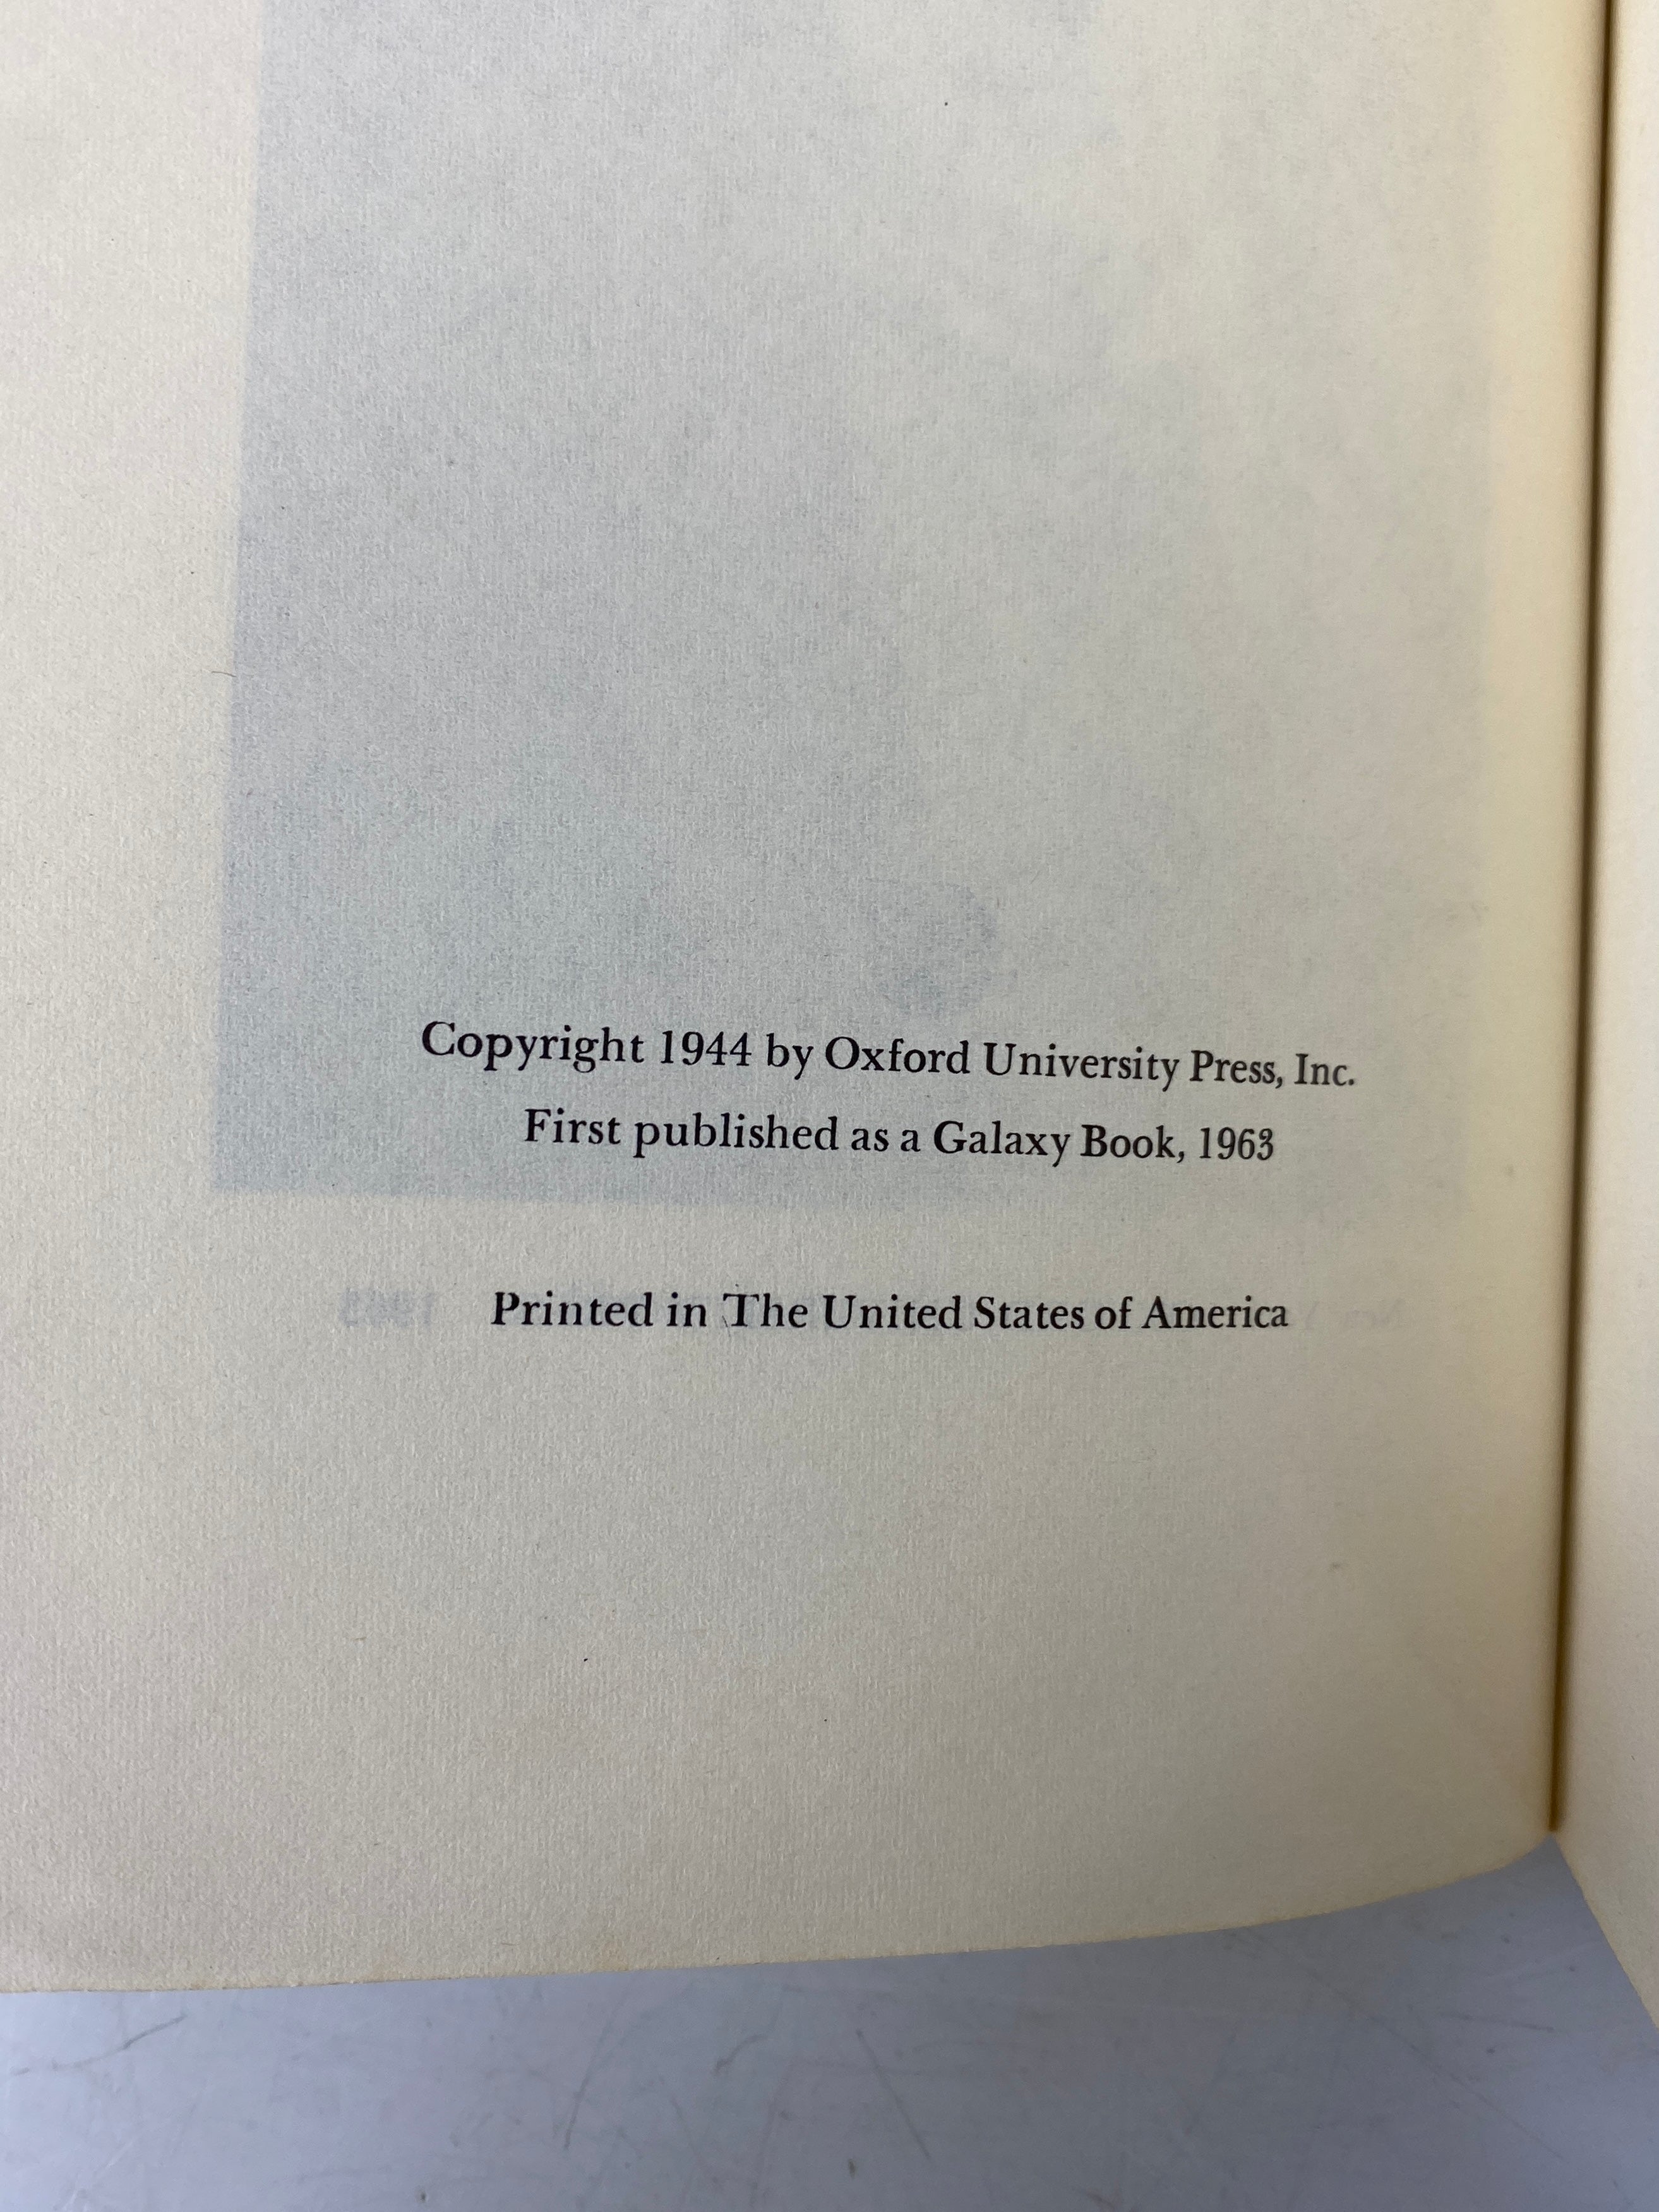 Copyright 1944 by Oxford University Press, Inc.
First published as a Galaxy Book, 1963
Printed in The United States of America